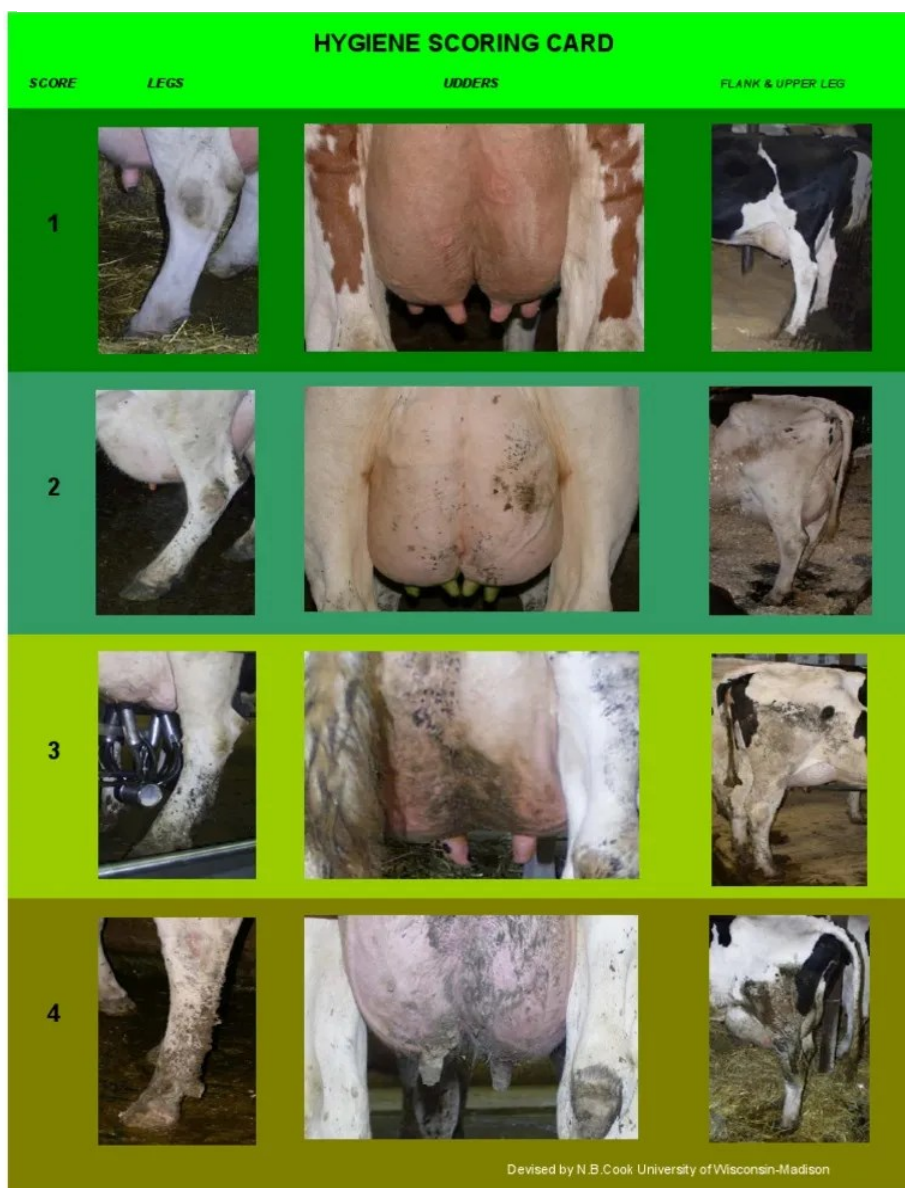 HYGIENE SCORING CARD
SCORE LEGS UDDERS FLANK & UPPER LEG
1
2
3
4
Devised by N.B.Cook University of Wisconsin-Madison